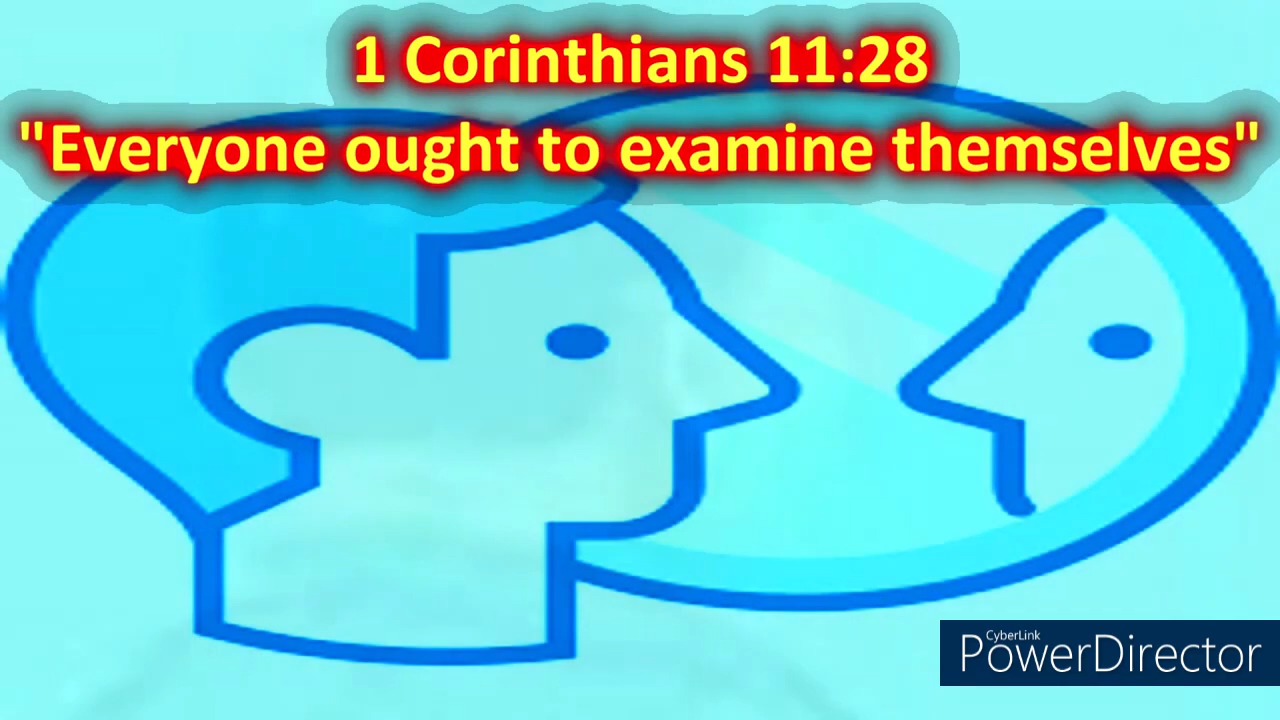 1 Corinthians 11:28
"Everyone ought to examine themselves"
CyberLink
PowerDirector